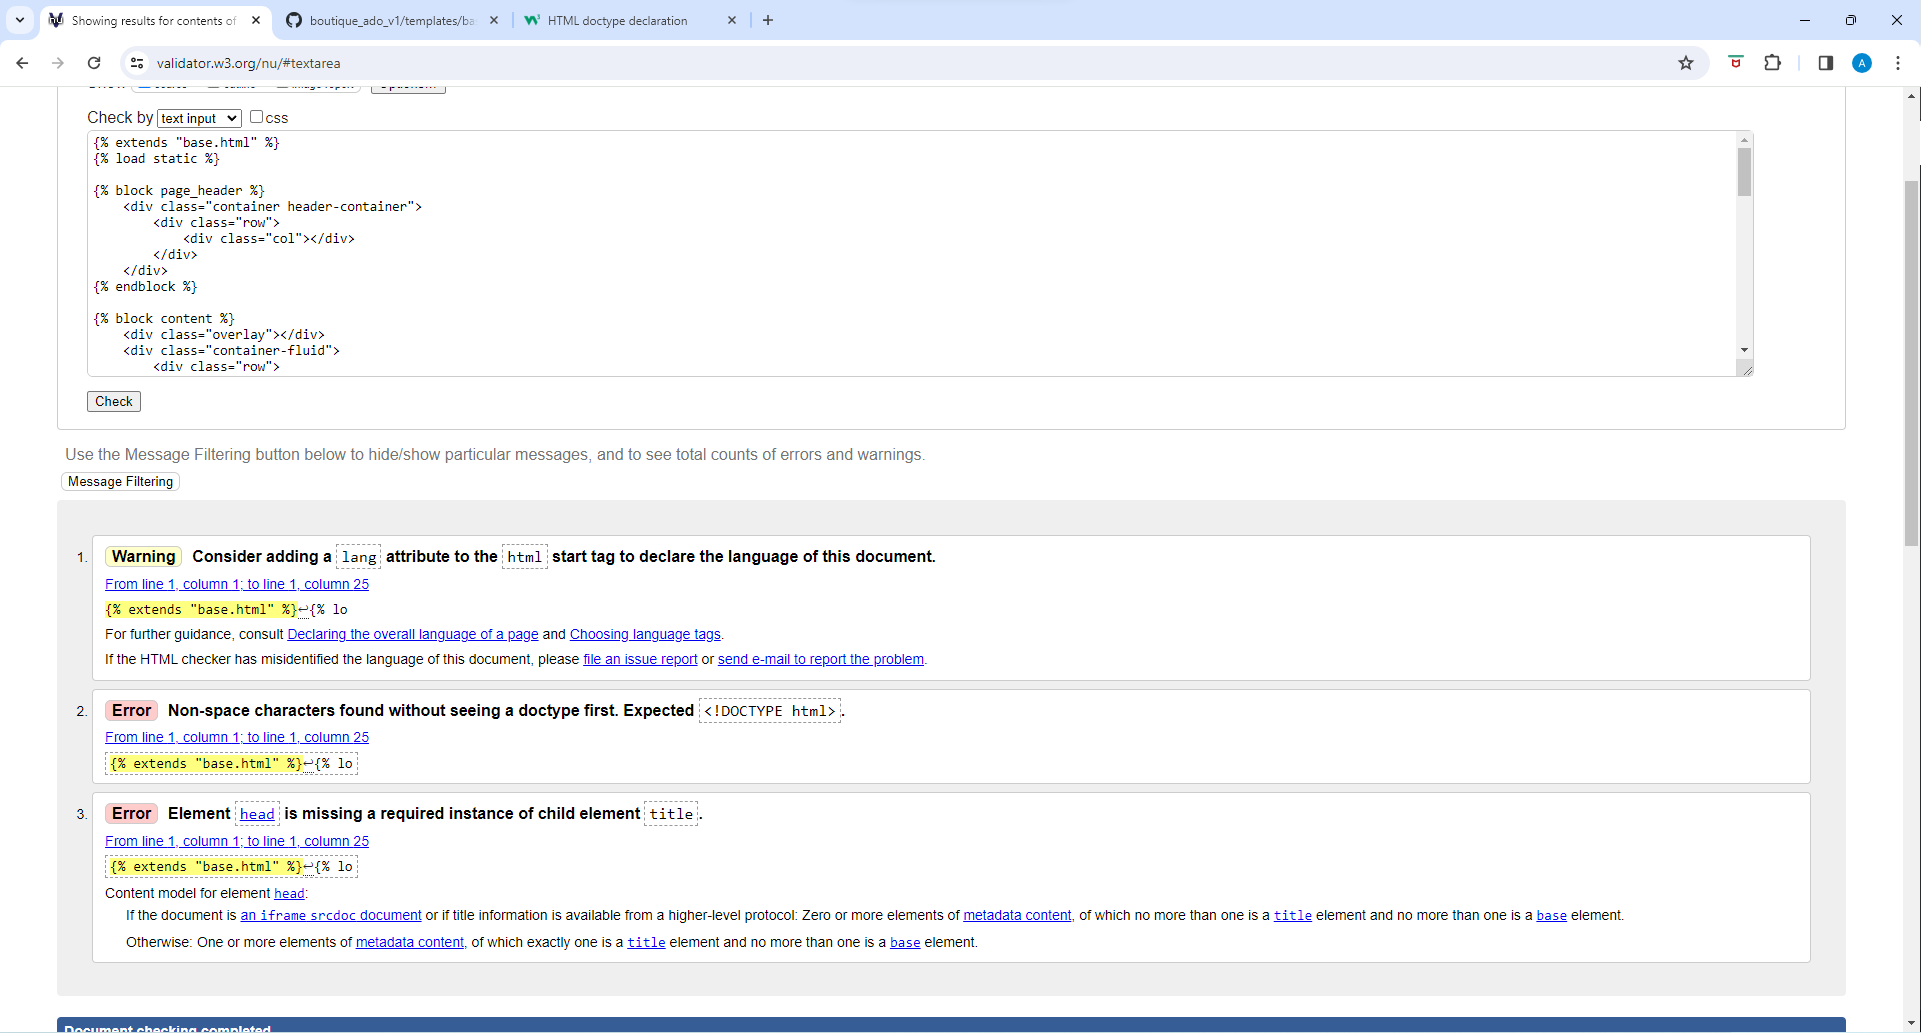 Showing results for contents of
boutique_ado_v1/templates/ba
HTML doctype declaration
validator.w3.org/nu/#textarea
A
Check by text input css
{% extends "base.html" %}
{% load static %}
{% block page_header %}
<div class="container header-container">
<div class="row">
<div class="col"></div>
</div>
</div>
{% endblock %}
{% block content %}
<div class="overlay"></div>
<div class="container-fluid">
<div class="row">
Check
Use the Message Filtering button below to hide/show particular messages, and to see total counts of errors and warnings.
Message Filtering
1. Warning Consider adding a lang attribute to the html start tag to declare the language of this document.
From line 1, column 1; to line 1, column 25
{% extends "base.html" %}↩{% lo
For further guidance, consult Declaring the overall language of a page and Choosing language tags.
If the HTML checker has misidentified the language of this document, please file an issue report or send e-mail to report the problem.
2. Error Non-space characters found without seeing a doctype first. Expected <!DOCTYPE html>.
From line 1, column 1; to line 1, column 25
{% extends "base.html" %}↩{% lo
3. Error Element head is missing a required instance of child element title.
From line 1, column 1; to line 1, column 25
{% extends "base.html" %}↩{% lo
Content model for element head:
If the document is an iframe srcdoc document or if title information is available from a higher-level protocol: Zero or more elements of metadata content, of which no more than one is a title element and no more than one is a base element.
Otherwise: One or more elements of metadata content, of which exactly one is a title element and no more than one is a base element.
Document checking completed